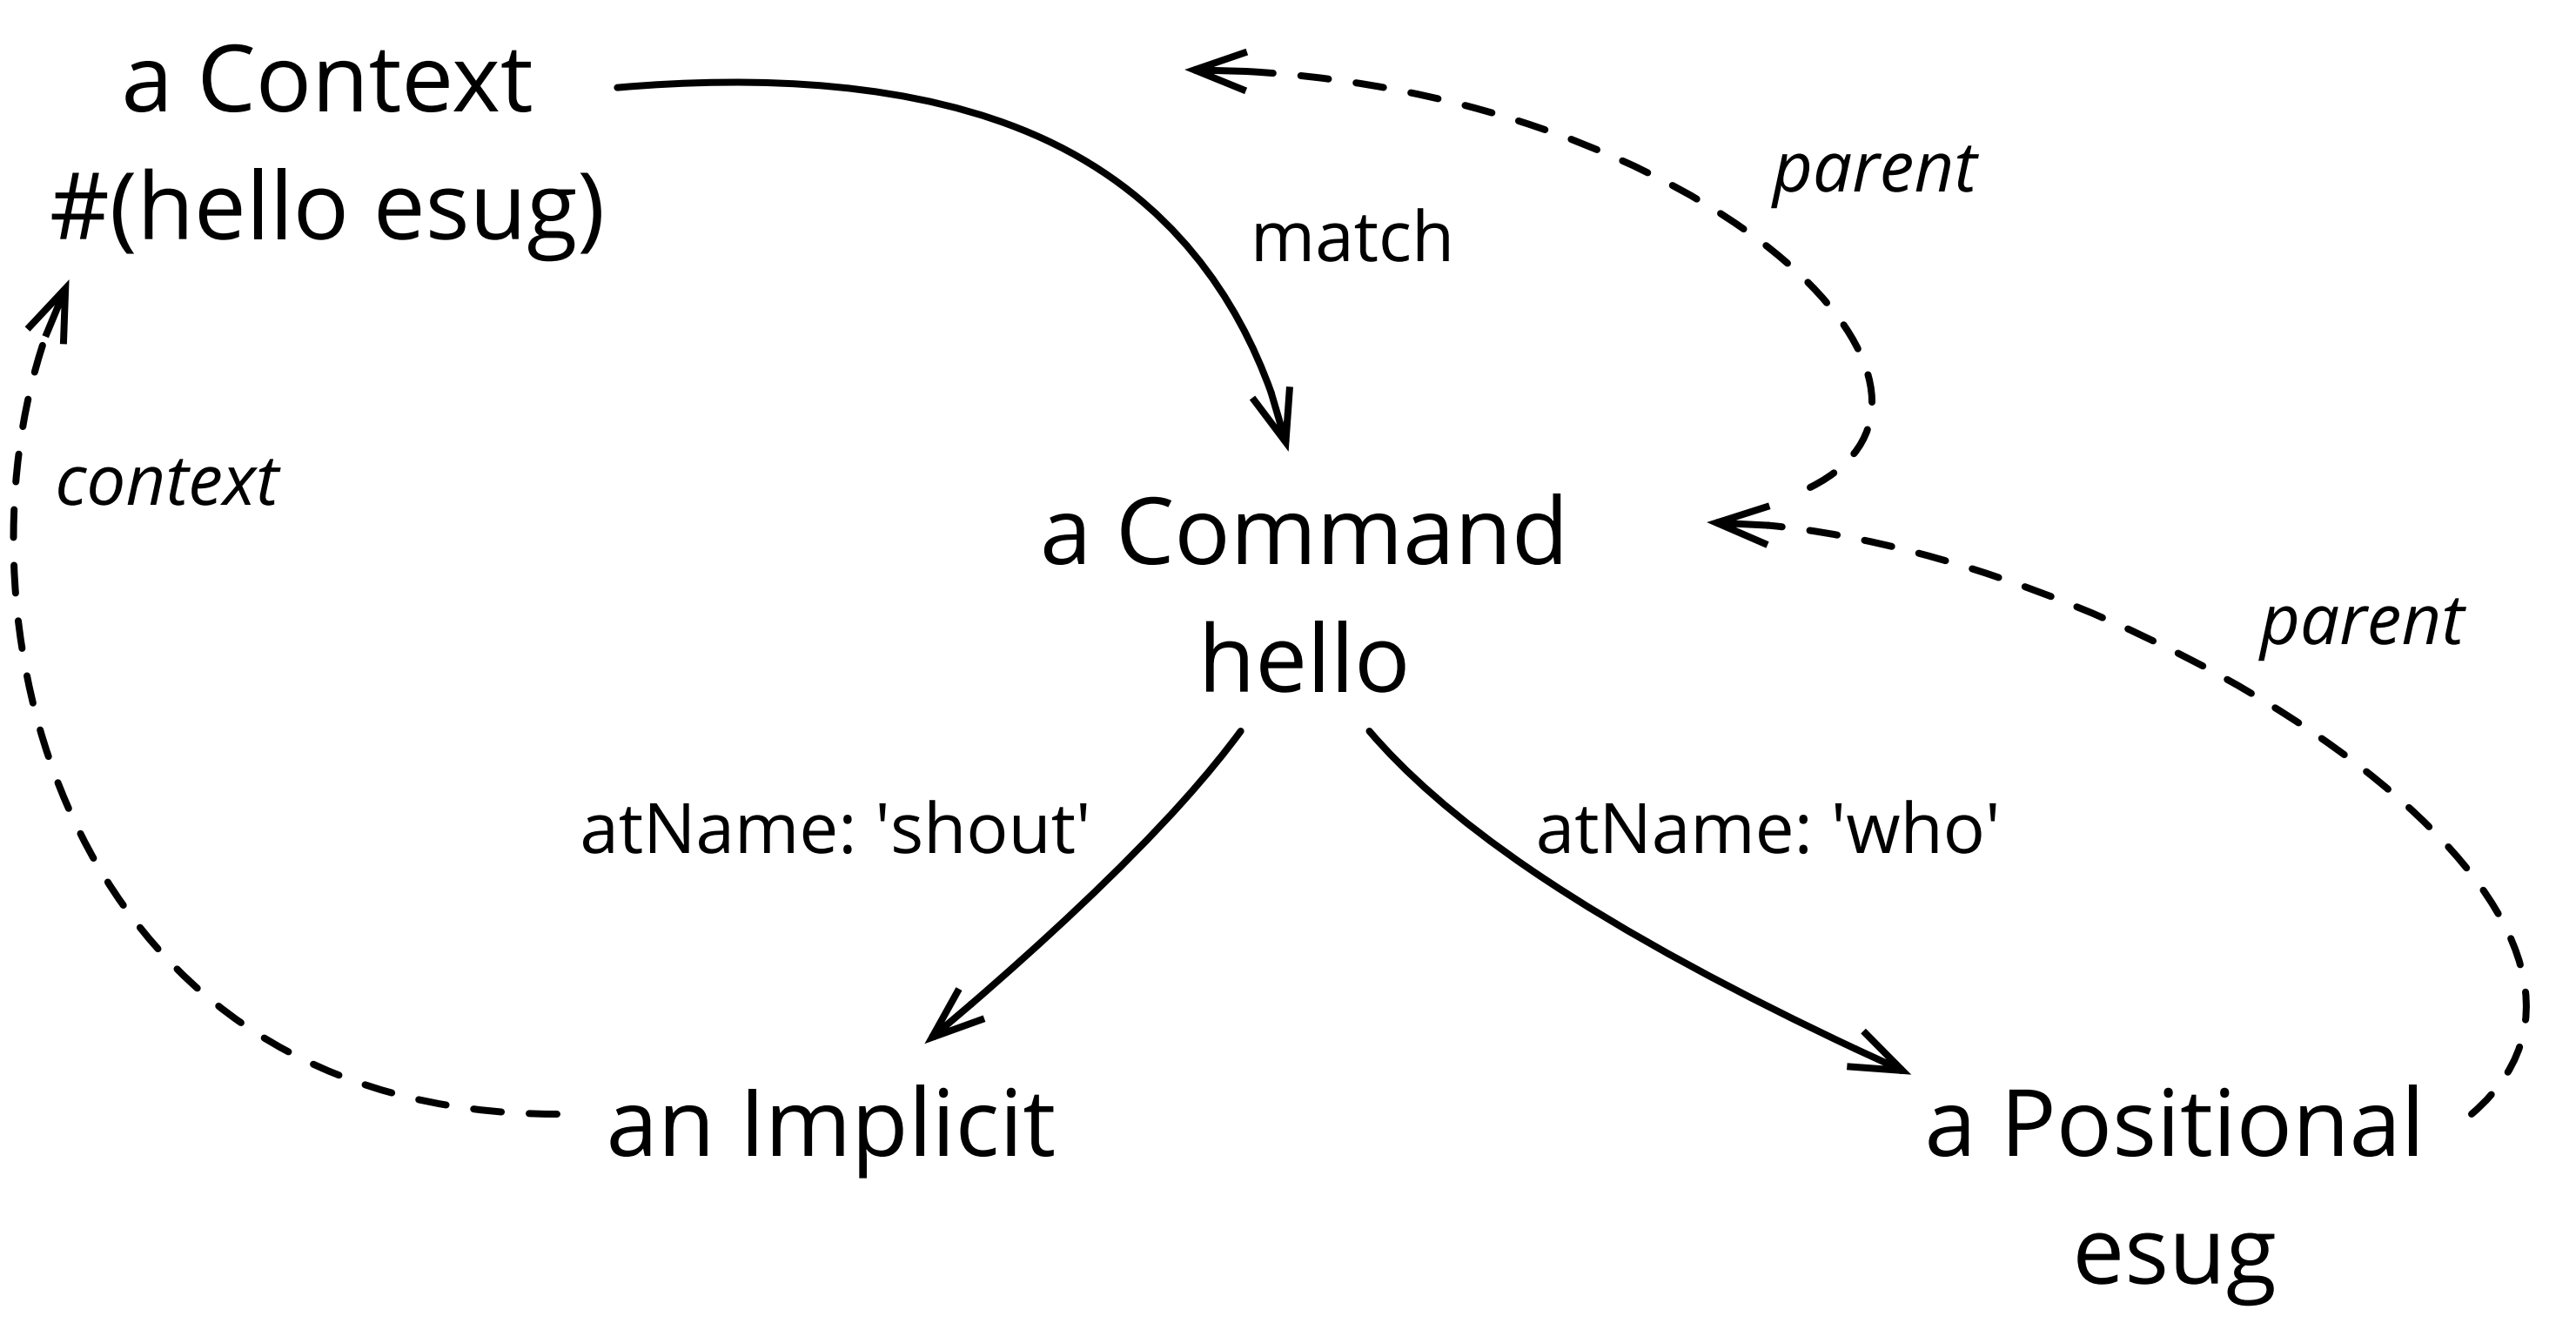 a Context
#(hello esug)
parent
match
context
a Command
hello
parent
atName: 'shout'
atName: 'who'
an Implicit
a Positional
esug